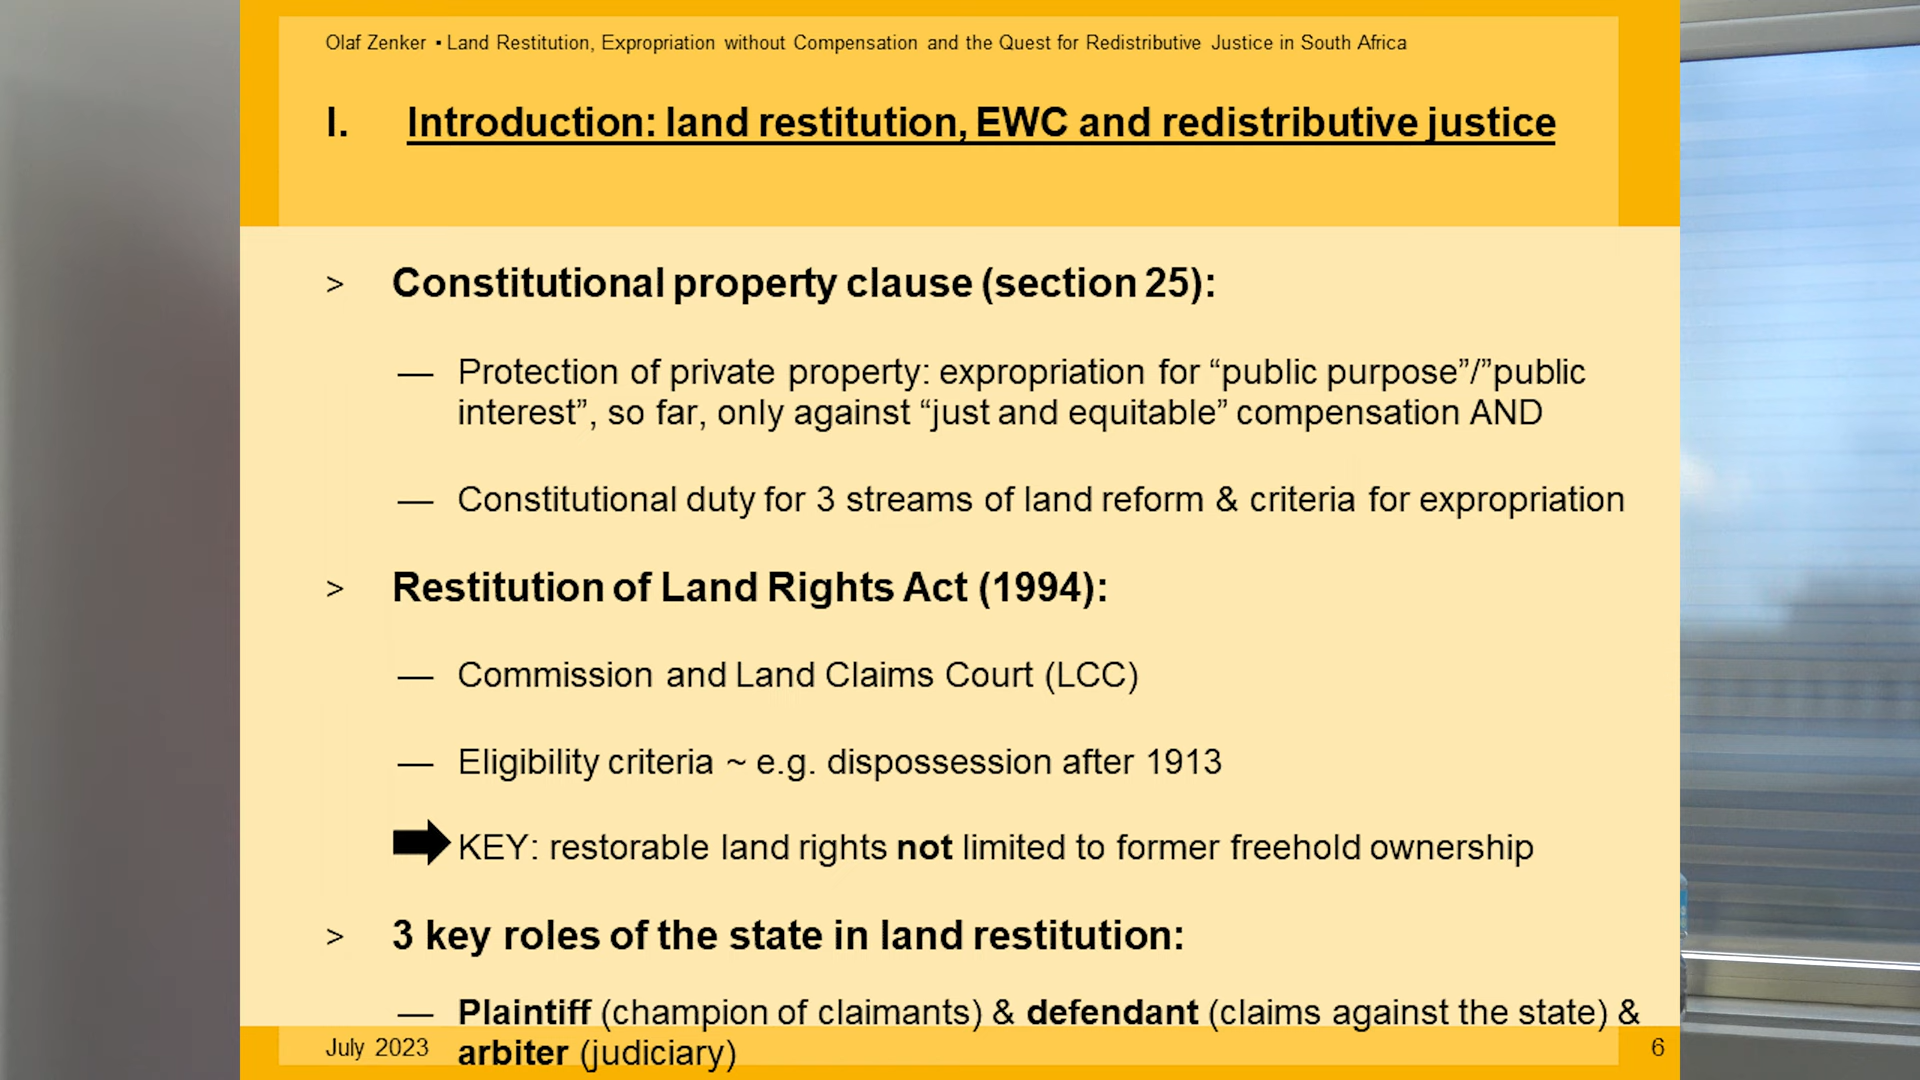 Olaf Zenker ▪ Land Restitution, Expropriation without Compensation and the Quest for Redistributive Justice in South Africa
I. Introduction: land restitution, EWC and redistributive justice
> Constitutional property clause (section 25):
— Protection of private property: expropriation for “public purpose”/”public
interest”, so far, only against “just and equitable” compensation AND
— Constitutional duty for 3 streams of land reform & criteria for expropriation
> Restitution of Land Rights Act (1994):
— Commission and Land Claims Court (LCC)
— Eligibility criteria ~ e.g. dispossession after 1913
KEY: restorable land rights not limited to former freehold ownership
> 3 key roles of the state in land restitution:
— Plaintiff (champion of claimants) & defendant (claims against the state) &
arbiter (judiciary)
July 2023
6